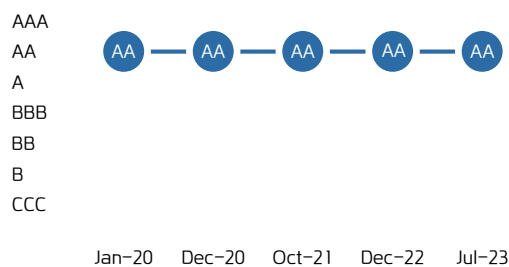 AAA
AA AA AA AA AA AA
A
BBB
BB
B
CCC
Jan–20 Dec–20 Oct–21 Dec–22 Jul–23